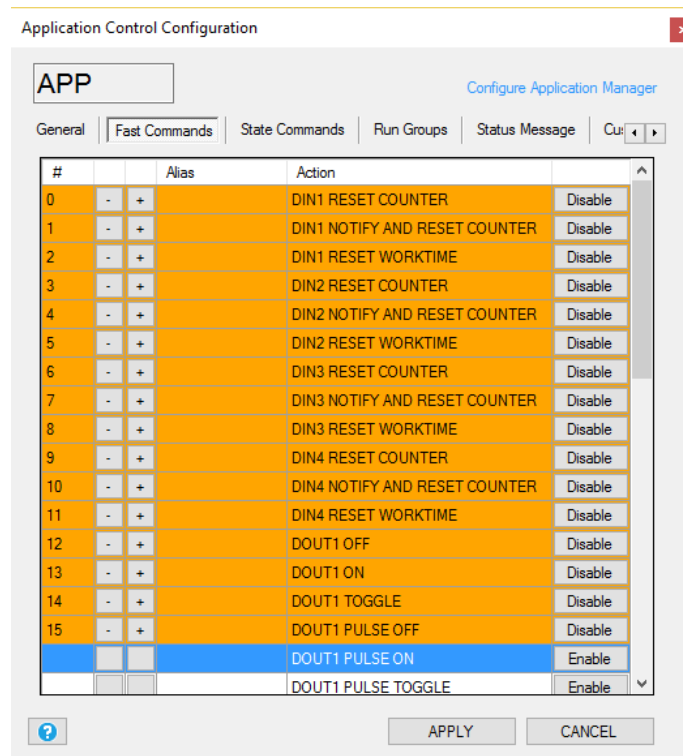 Application Control Configuration
APP
Configure Application Manager
General Fast Commands State Commands Run Groups Status Message
# Alias Action
0 - + DIN1 RESET COUNTER Disable
1 - + DIN1 NOTIFY AND RESET COUNTER Disable
2 - + DIN1 RESET WORKTIME Disable
3 - + DIN2 RESET COUNTER Disable
4 - + DIN2 NOTIFY AND RESET COUNTER Disable
5 - + DIN2 RESET WORKTIME Disable
6 - + DIN3 RESET COUNTER Disable
7 - + DIN3 NOTIFY AND RESET COUNTER Disable
8 - + DIN3 RESET WORKTIME Disable
9 - + DIN4 RESET COUNTER Disable
10 - + DIN4 NOTIFY AND RESET COUNTER Disable
11 - + DIN4 RESET WORKTIME Disable
12 - + DOUT1 OFF Disable
13 - + DOUT1 ON Disable
14 - + DOUT1 TOGGLE Disable
15 - + DOUT1 PULSE OFF Disable
DOUT1 PULSE ON Enable
DOUT1 PULSE TOGGLE Enable
? APPLY CANCEL